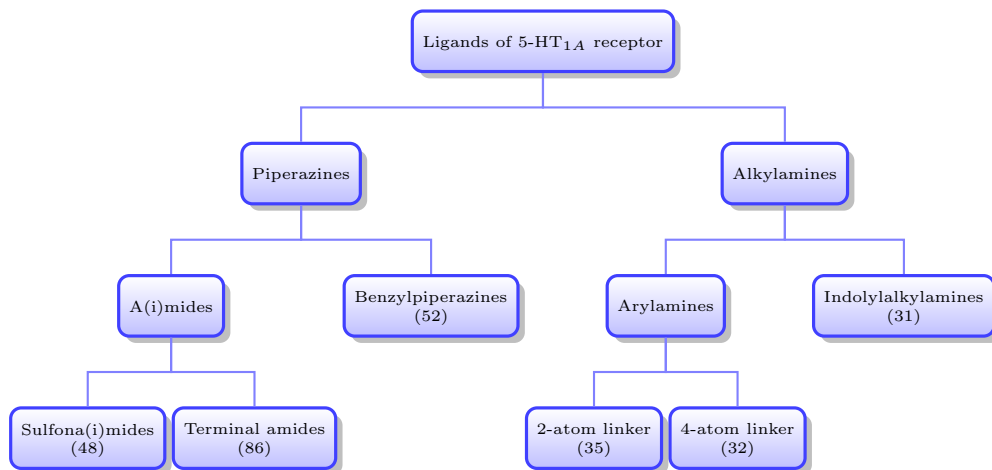 Ligands of 5-HT1A receptor
Piperazines
Alkylamines
A(i)mides
Benzylpiperazines
(52)
Arylamines
Indolylalkylamines
(31)
Sulfona(i)mides
(48)
Terminal amides
(86)
2-atom linker
(35)
4-atom linker
(32)